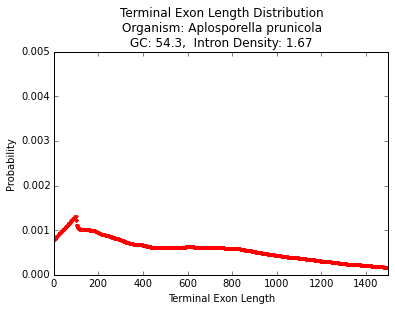 Terminal Exon Length Distribution
Organism: Aplosporella prunicola
GC: 54.3,  Intron Density: 1.67
0.005
0.004
0.003
0.002
0.001
0.000
Probability
0 200 400 600 800 1000 1200 1400
Terminal Exon Length